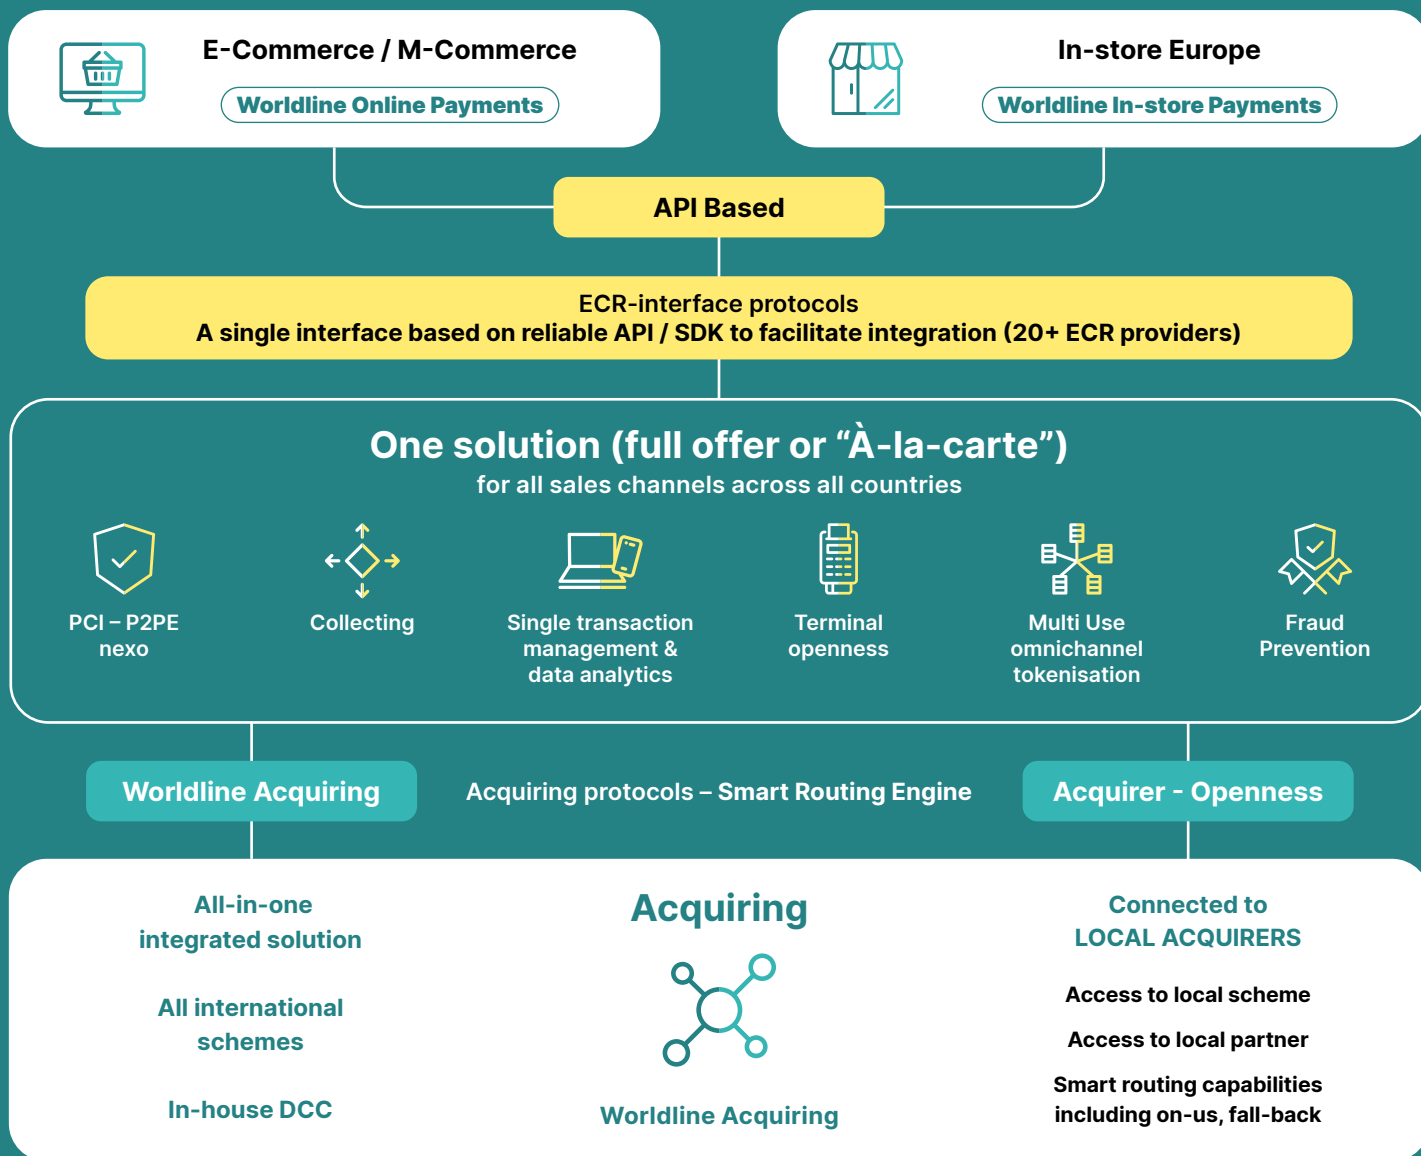 E-Commerce / M-Commerce
Worldline Online Payments
In-store Europe
Worldline In-store Payments
API Based
ECR-interface protocols
A single interface based on reliable API / SDK to facilitate integration (20+ ECR providers)
One solution (full offer or “À-la-carte”)
for all sales channels across all countries
PCI – P2PE
nexo
Collecting
Single transaction
management &
data analytics
Terminal
openness
Multi Use
omnichannel
tokenisation
Fraud
Prevention
Worldline Acquiring
Acquiring protocols – Smart Routing Engine
Acquirer - Openness
All-in-one
integrated solution
All international
schemes
In-house DCC
Acquiring
Worldline Acquiring
Connected to
LOCAL ACQUIRERS
Access to local scheme
Access to local partner
Smart routing capabilities
including on-us, fall-back